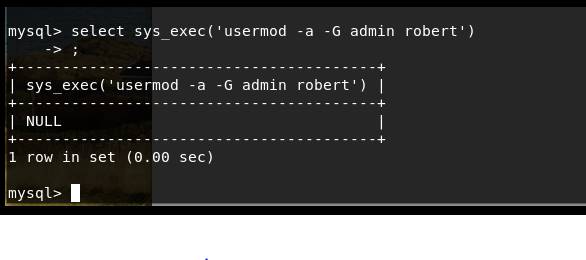 mysql> select sys_exec('usermod -a -G admin robert')
    -> ;
+----------------------------------------+
| sys_exec('usermod -a -G admin robert') |
+----------------------------------------+
| NULL                                   |
+----------------------------------------+
1 row in set (0.00 sec)
mysql>